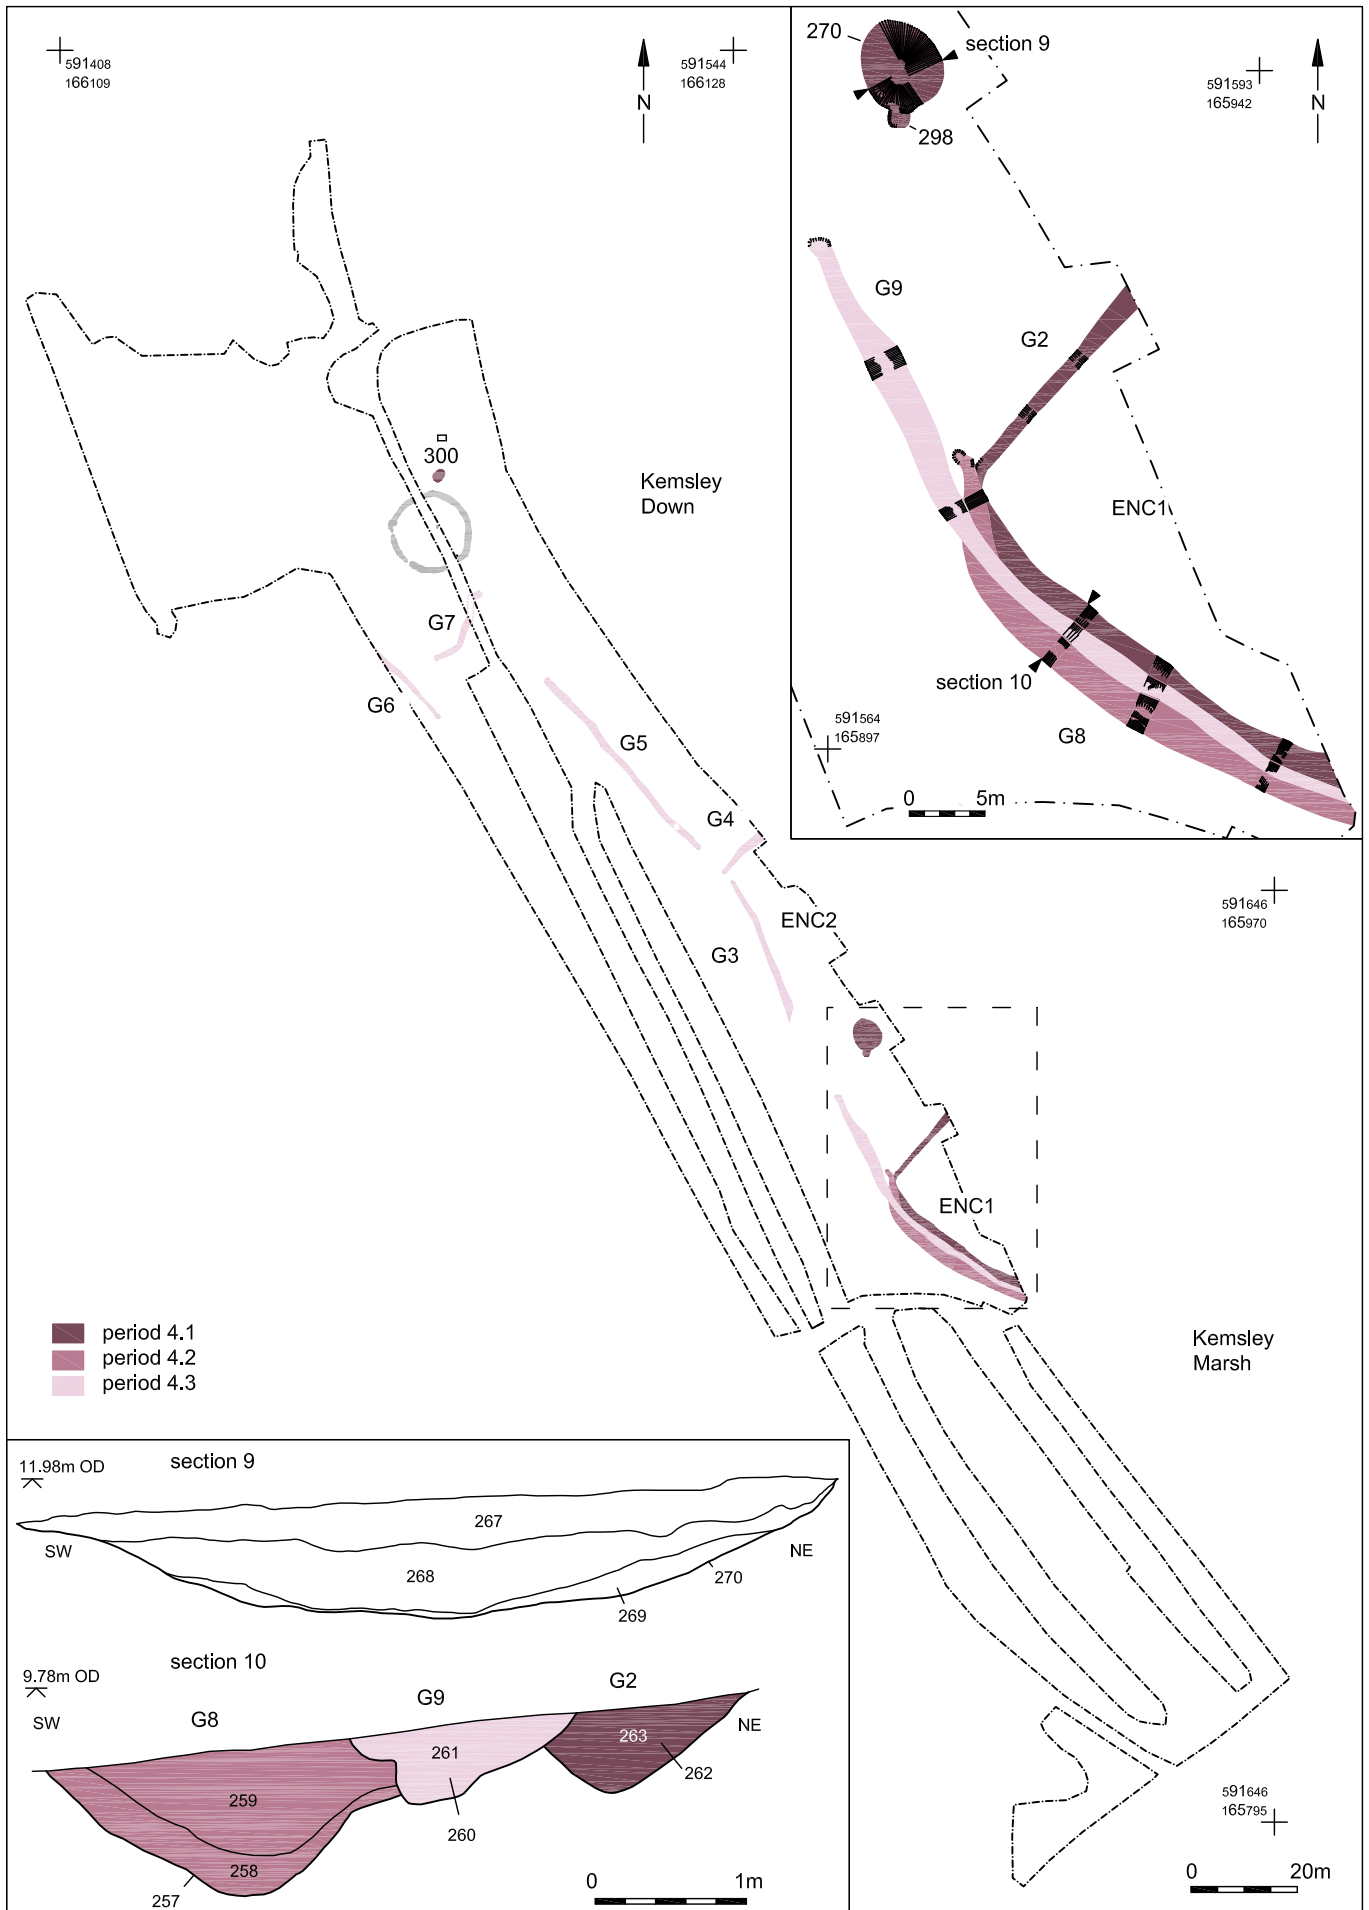 591408
166109
591544
166128
N
270
section 9
591593
165942
N
298
G9
G2
ENC1
section 10
591564
165897
G8
0 5m
300
Kemsley
Down
G7
G6
G5
G4
ENC2
G3
591646
165970
ENC1
Kemsley
Marsh
period 4.1
period 4.2
period 4.3
11.98m OD
section 9
267
SW
NE
268
270
269
section 10
9.78m OD
G9
G2
SW
G8
NE
263
261
262
259
260
258
257
0 1m
591646
165795
0 20m